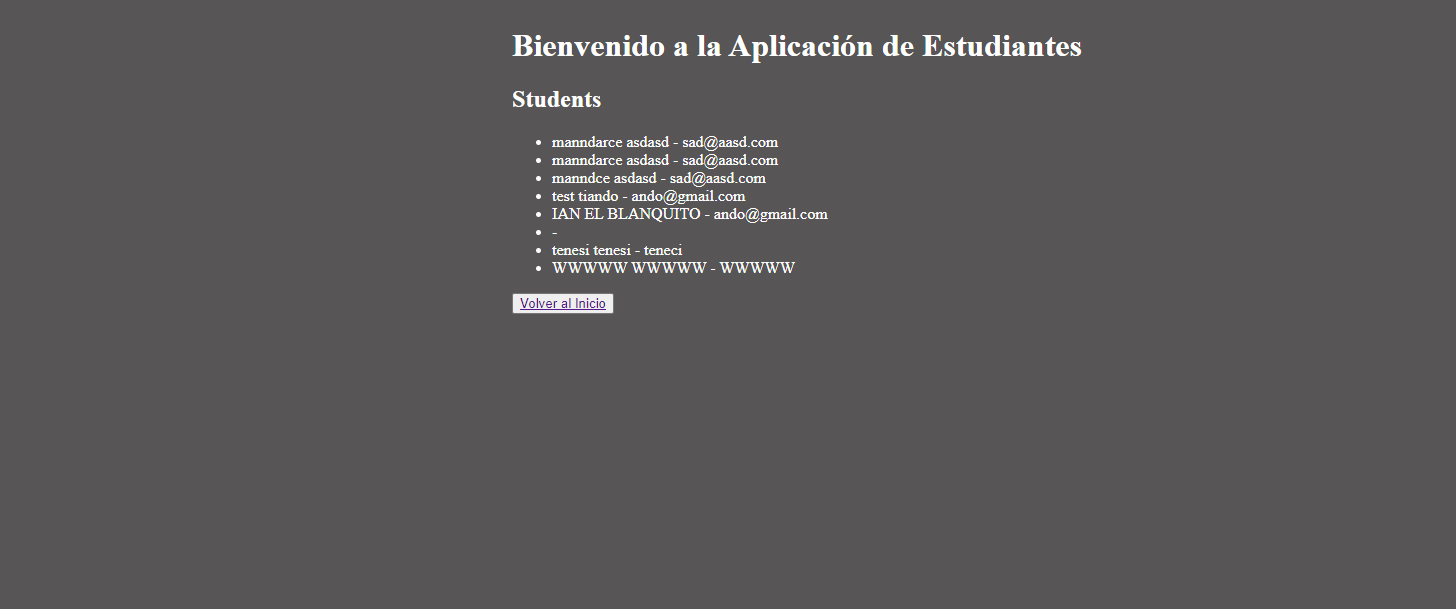 Bienvenido a la Aplicación de Estudiantes
Students
manndarce asdasd - sad@aasd.com
manndarce asdasd - sad@aasd.com
manndce asdasd - sad@aasd.com
test tiando - ando@gmail.com
IAN EL BLANQUITO - ando@gmail.com
-
tenesi tenesi - teneci
WWWWW WWWWW - WWWWW
Volver al Inicio